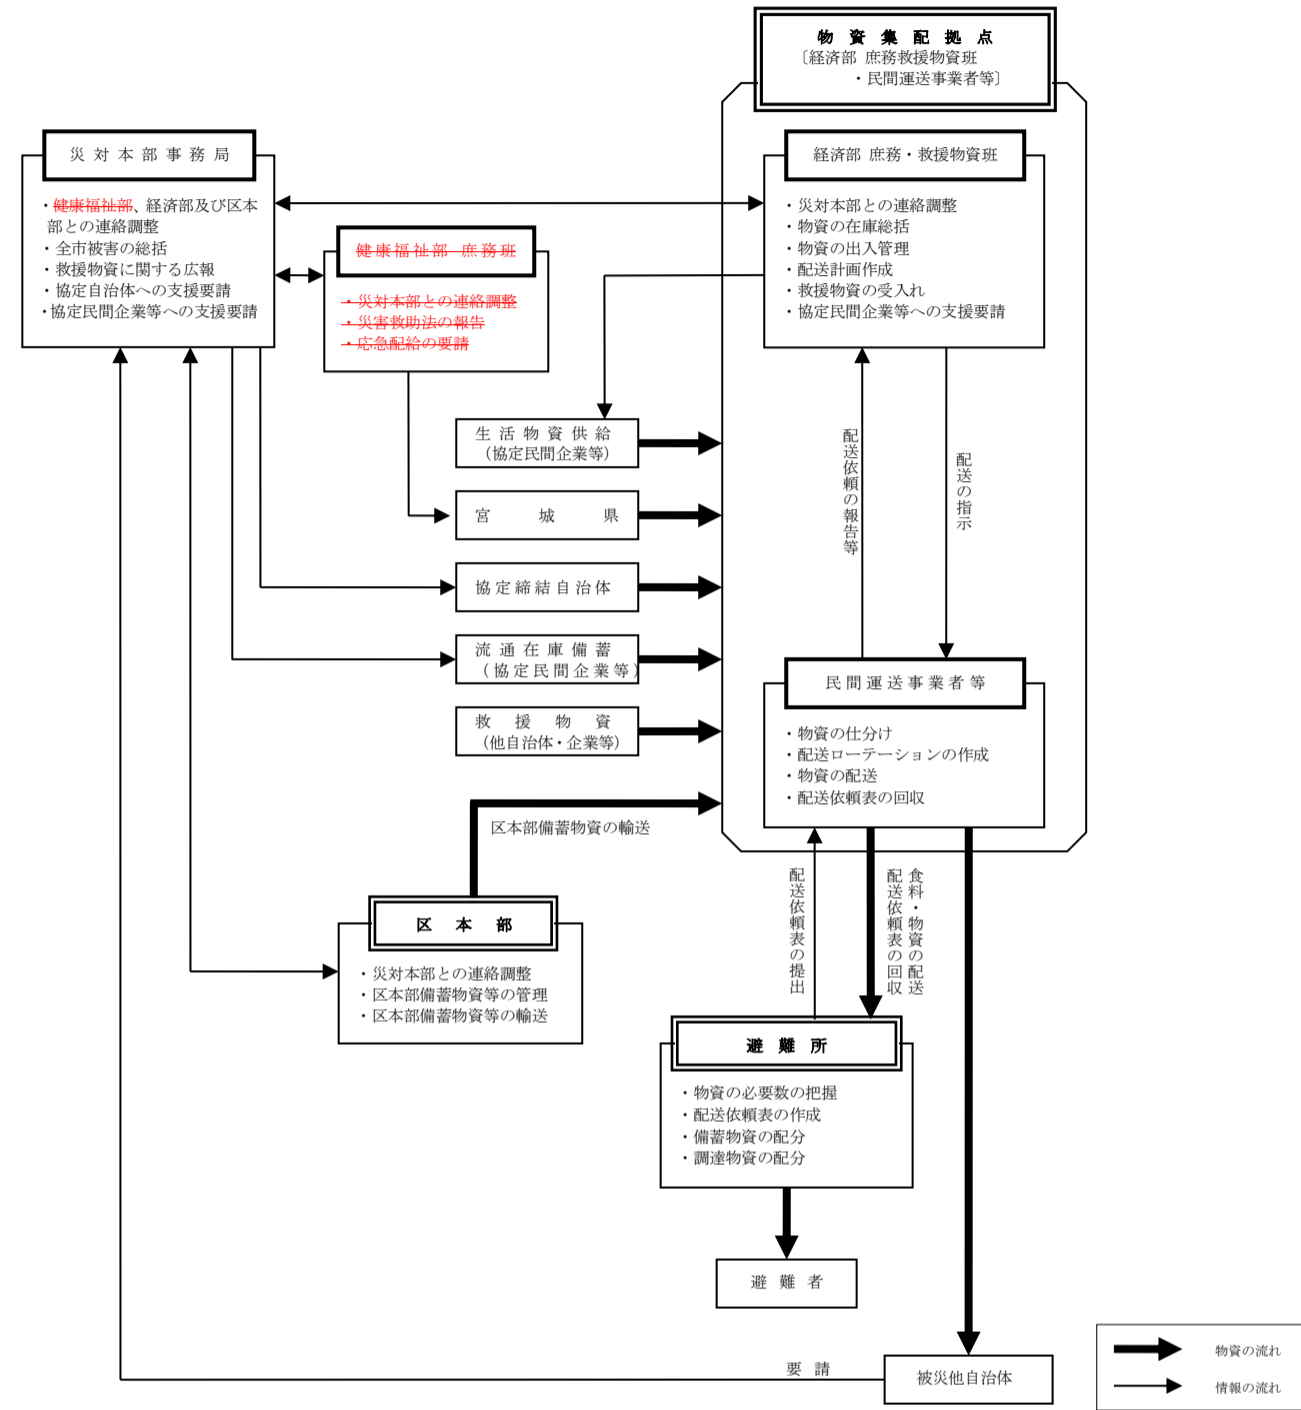 物資集配拠点
〔経済部 庶務救援物資班
・民間運送事業者等〕
災対本部事務局
・健康福祉部、経済部及び区本
部との連絡調整
・全市被害の総括
・救援物資に関する広報
・協定自治体への支援要請
・協定民間企業等への支援要請
健康福祉部 庶務班
・災対本部との連絡調整
・災害救助法の報告
・応急配給の要請
経済部 庶務・救援物資班
・災対本部との連絡調整
・物資の在庫総括
・物資の出入管理
・配送計画作成
・救援物資の受入れ
・協定民間企業等への支援要請
生活物資供給
（協定民間企業等）
宮城県
協定締結自治体
流通在庫備蓄
（協定民間企業等）
救援物資
（他自治体・企業等）
配送依頼の報告等
配送の指示
民間運送事業者等
・物資の仕分け
・配送ローテーションの作成
・物資の配送
・配送依頼表の回収
区本部備蓄物資の輸送
区本部
・災対本部との連絡調整
・区本部備蓄物資等の管理
・区本部備蓄物資等の輸送
配送依頼表の提出
食料・物資の配送
配送依頼表の回収
避難所
・物資の必要数の把握
・配送依頼表の作成
・備蓄物資の配分
・調達物資の配分
避難者
要請
被災他自治体
物資の流れ
情報の流れ